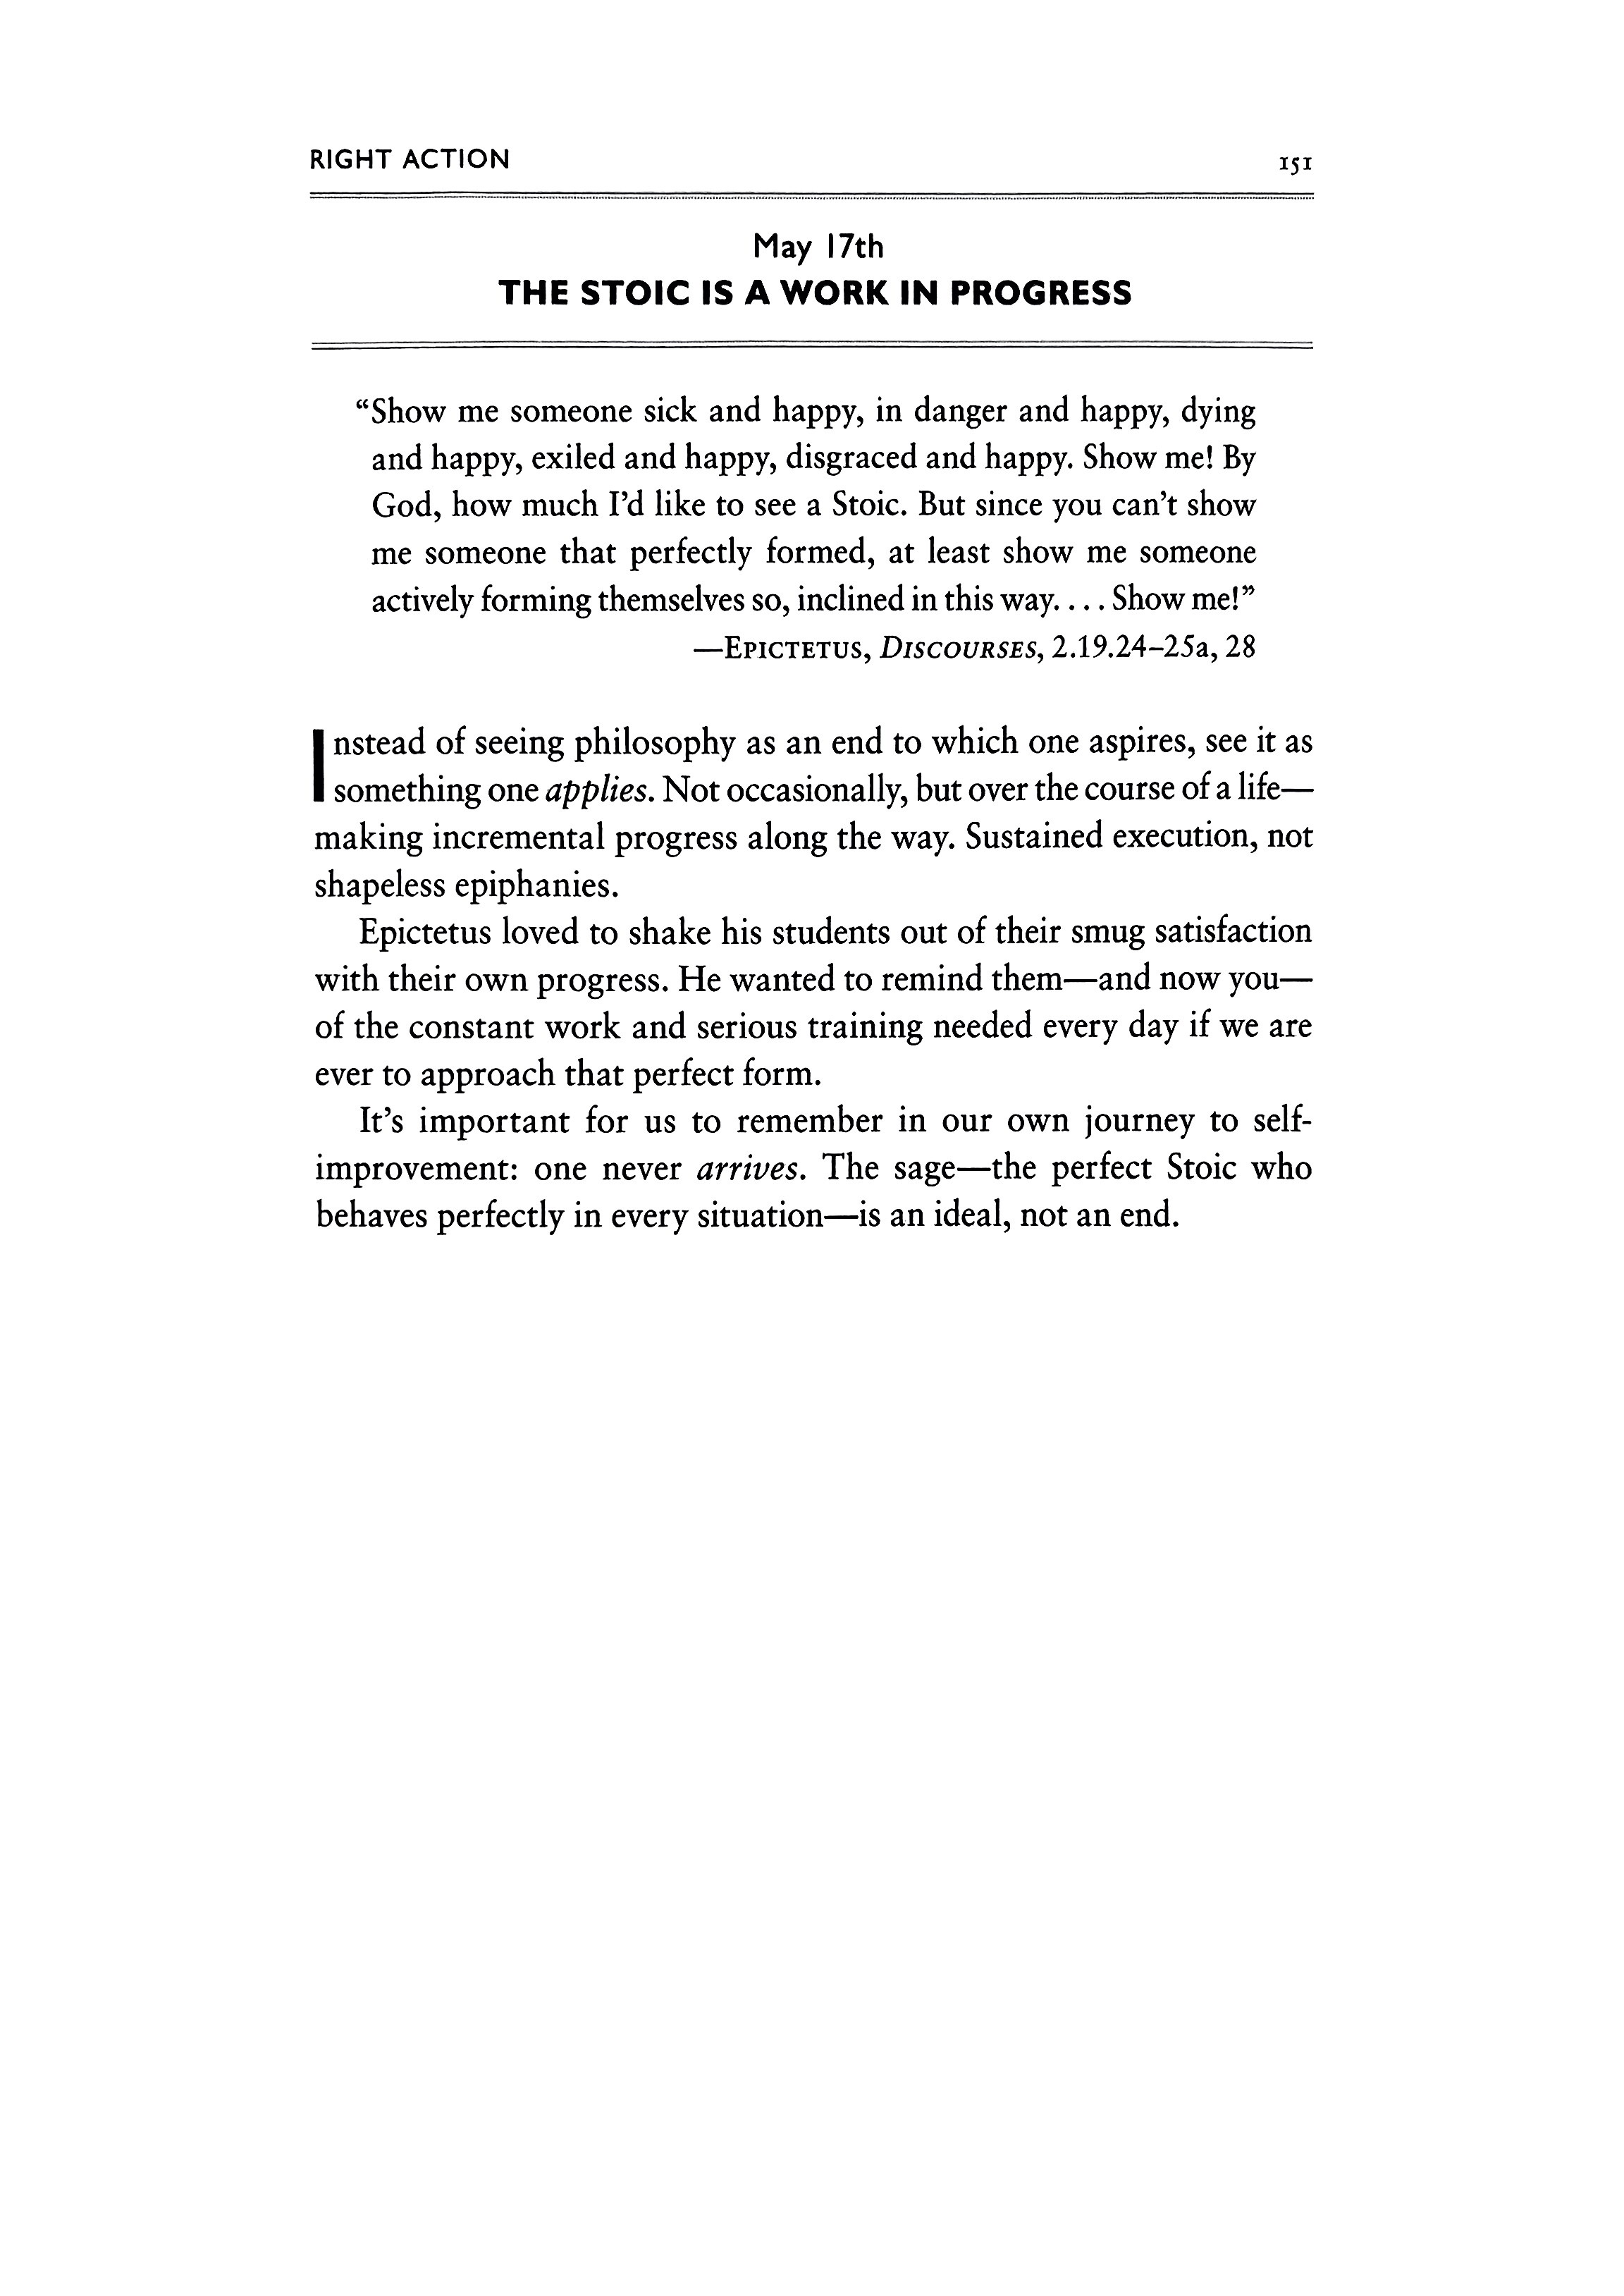 RIGHT ACTION 151
May 17th
THE STOIC IS A WORK IN PROGRESS
“Show me someone sick and happy, in danger and happy, dying
and happy, exiled and happy, disgraced and happy. Show me! By
God, how much I’d like to see a Stoic. But since you can’t show
me someone that perfectly formed, at least show me someone
actively forming themselves so, inclined in this way. . . . Show me!”
—EPICTETUS, DISCOURSES, 2.19.24–25a, 28
Instead of seeing philosophy as an end to which one aspires, see it as
something one applies. Not occasionally, but over the course of a life—
making incremental progress along the way. Sustained execution, not
shapeless epiphanies.
Epictetus loved to shake his students out of their smug satisfaction
with their own progress. He wanted to remind them—and now you—
of the constant work and serious training needed every day if we are
ever to approach that perfect form.
It’s important for us to remember in our own journey to self-
improvement: one never arrives. The sage—the perfect Stoic who
behaves perfectly in every situation—is an ideal, not an end.